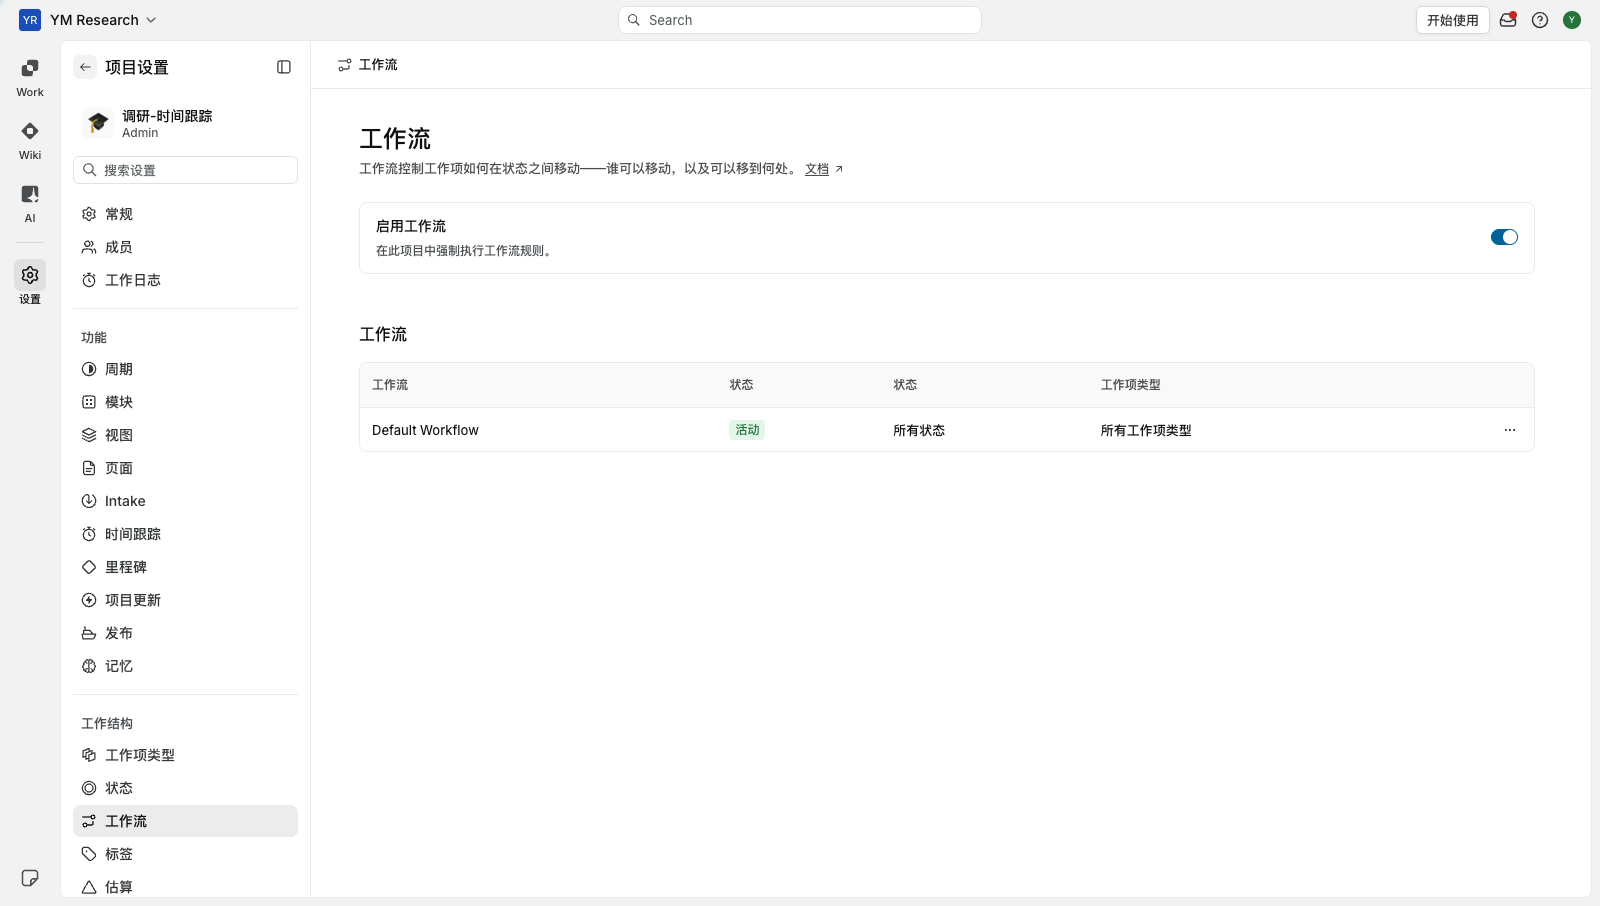 YR YM Research
Search
开始使用
Y
Work
Wiki
AI
设置
项目设置
调研-时间跟踪
Admin
搜索设置
常规
成员
工作日志
功能
周期
模块
视图
页面
Intake
时间跟踪
里程碑
项目更新
发布
记忆
工作结构
工作项类型
状态
工作流
标签
估算
工作流
工作流
工作流控制工作项如何在状态之间移动——谁可以移动，以及可以移到何处。 文档
启用工作流
在此项目中强制执行工作流规则。
工作流
工作流 状态 状态 工作项类型
Default Workflow 活动 所有状态 所有工作项类型